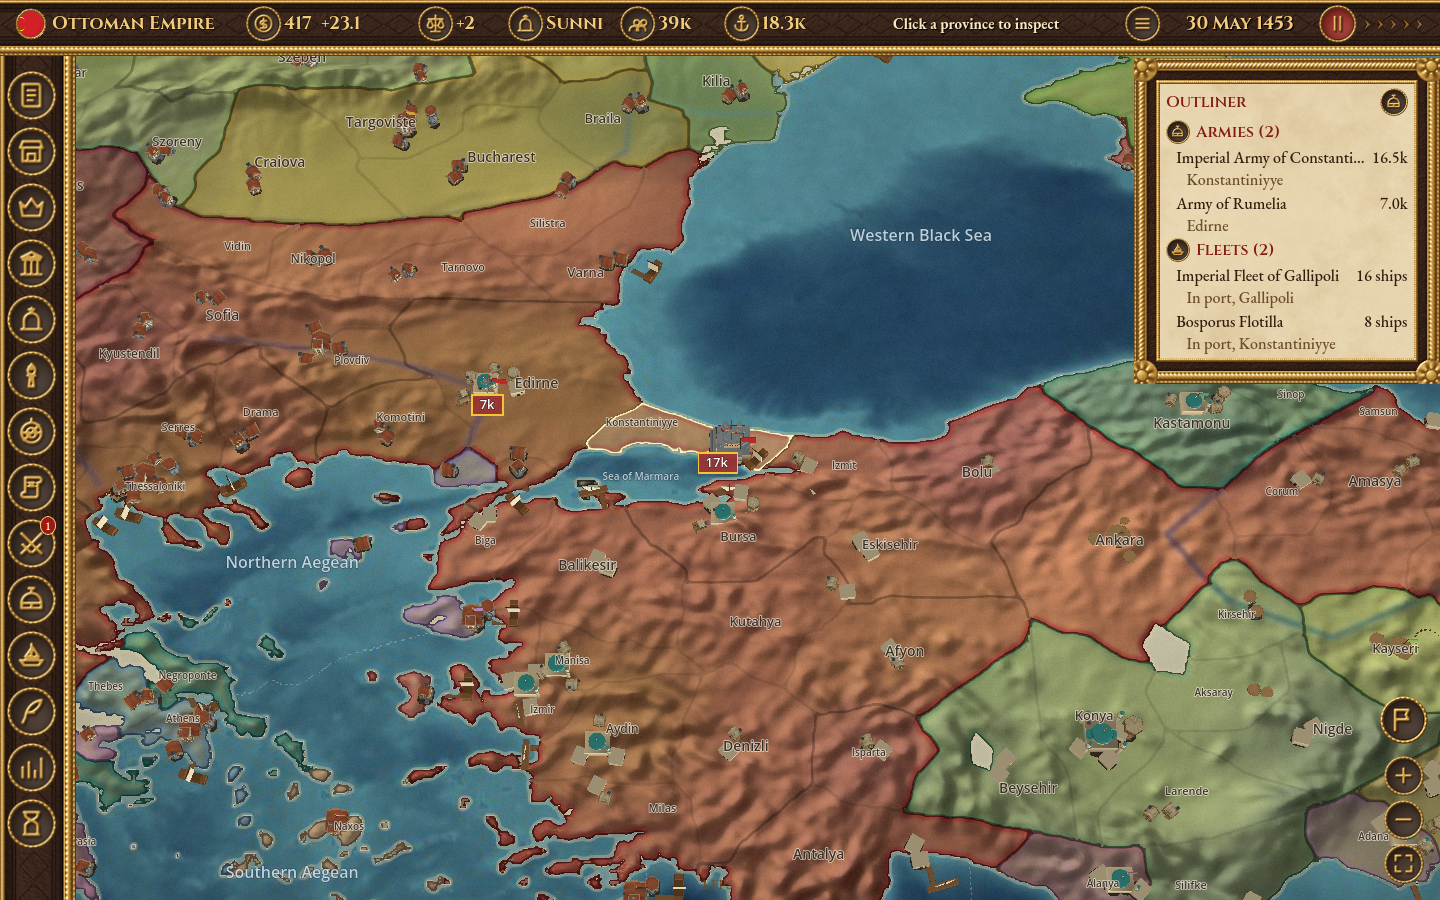 OTTOMAN EMPIRE
417 +23.1
+2
SUNNI
39K
18.3K
Click a province to inspect
30 MAY 1453
OUTLINER
ARMIES (2)
Imperial Army of Constanti... 16.5k
Konstantiniyye
Army of Rumelia 7.0k
Edirne
FLEETS (2)
Imperial Fleet of Gallipoli 16 ships
In port, Gallipoli
Bosporus Flotilla 8 ships
In port, Konstantiniyye
Szeben
ar
Kilia
Targoviste
Braila
Szoreny
Craiova
Bucharest
s
Silistra
Vidin
Nikopol
Tarnovo
Varna
Western Black Sea
Sofia
Kyustendil
Plovdiv
Edirne
7k
Sinop
Kastamonu
Samsun
Drama
Serres
Komotini
Konstantiniyye
17k
Izmit
Bolu
Corum
Amasya
Thessaloniki
Sea of Marmara
1
Biga
Bursa
Eskisehir
Ankara
Northern Aegean
Balikesir
Kutahya
Kirsehir
Afyon
Kayseri
Manisa
Thebes
Negroponte
Athens
Izmir
Aydin
Denizli
Isparta
Aksaray
Konya
Nigde
Beysehir
Larende
Milas
Naxos
asia
Adana
Antalya
Southern Aegean
Alanya
Silifke